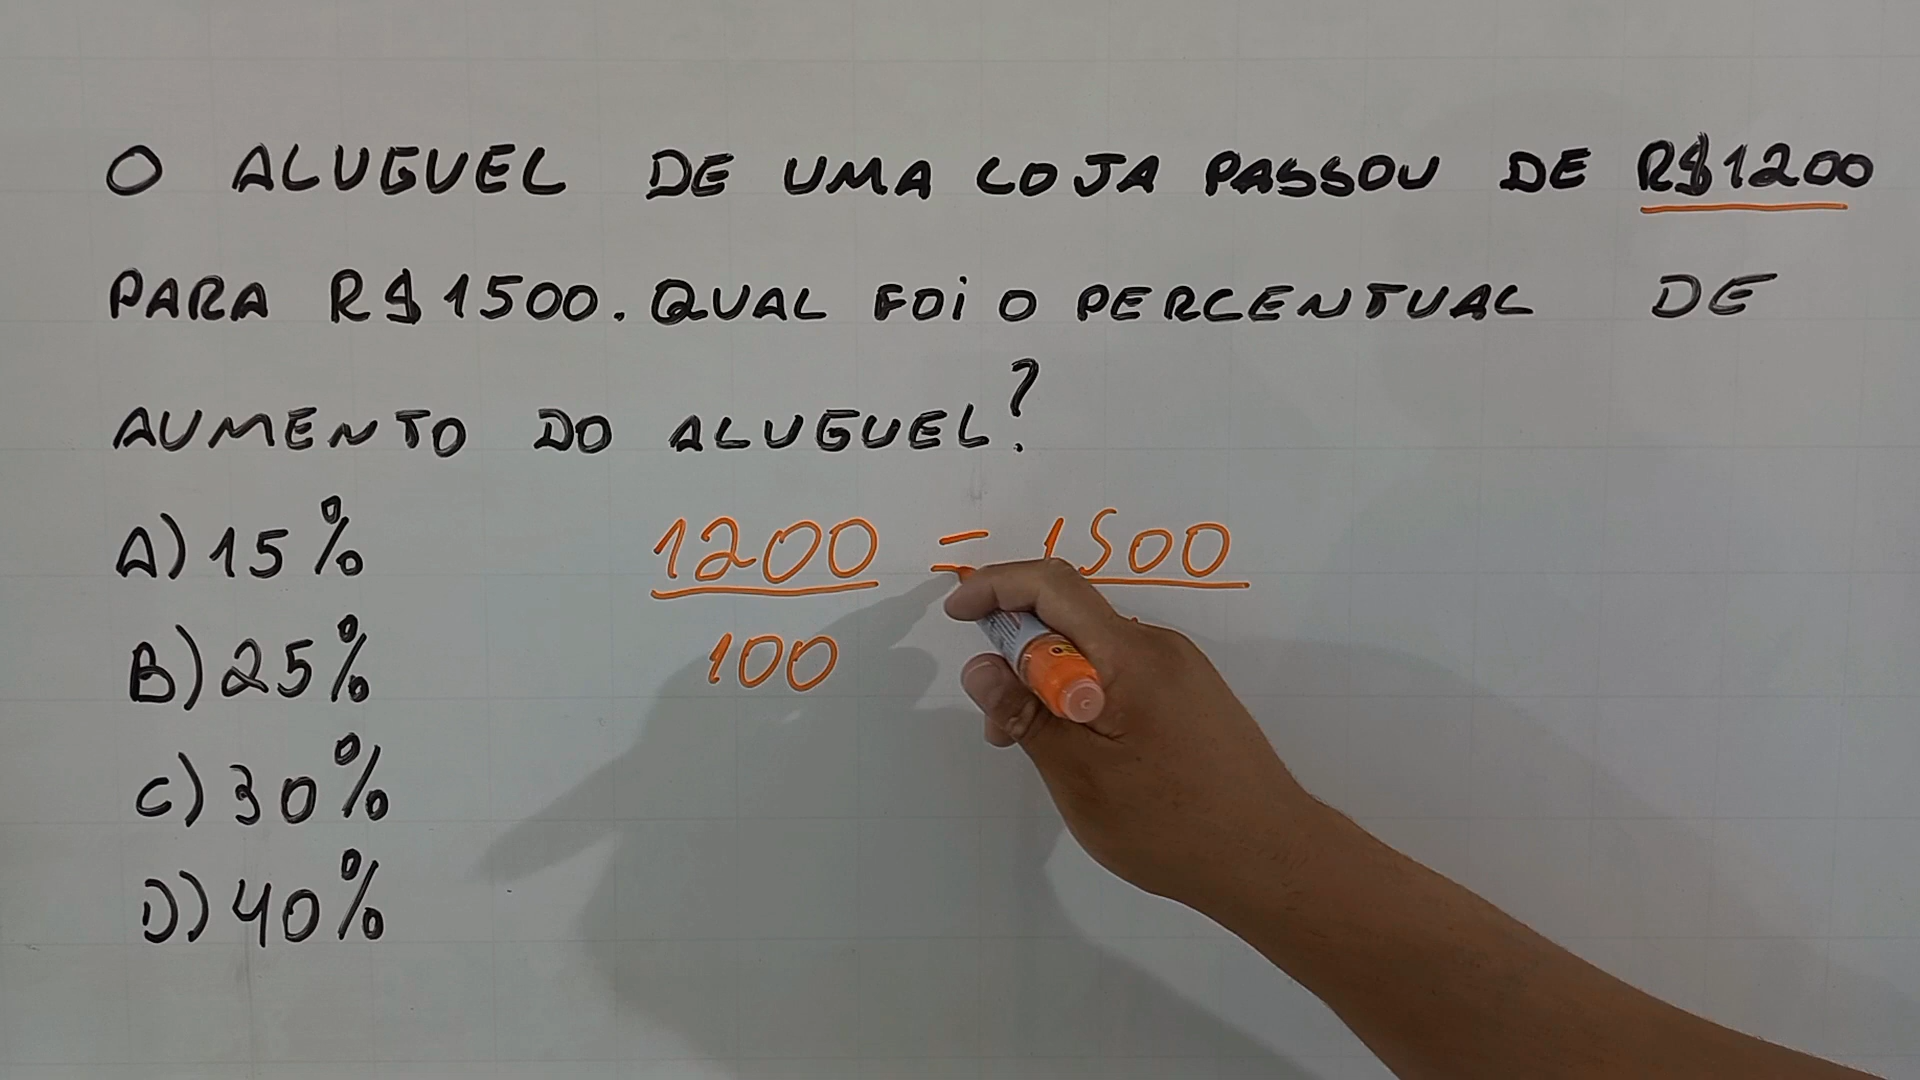 O ALUGUEL DE UMA LOJA PASSOU DE R$1200
PARA R$1500. QUAL FOI O PERCENTUAL DE
AUMENTO DO ALUGUEL?
A) 15%
B) 25%
C) 30%
D) 40%
1200 = 1500
100